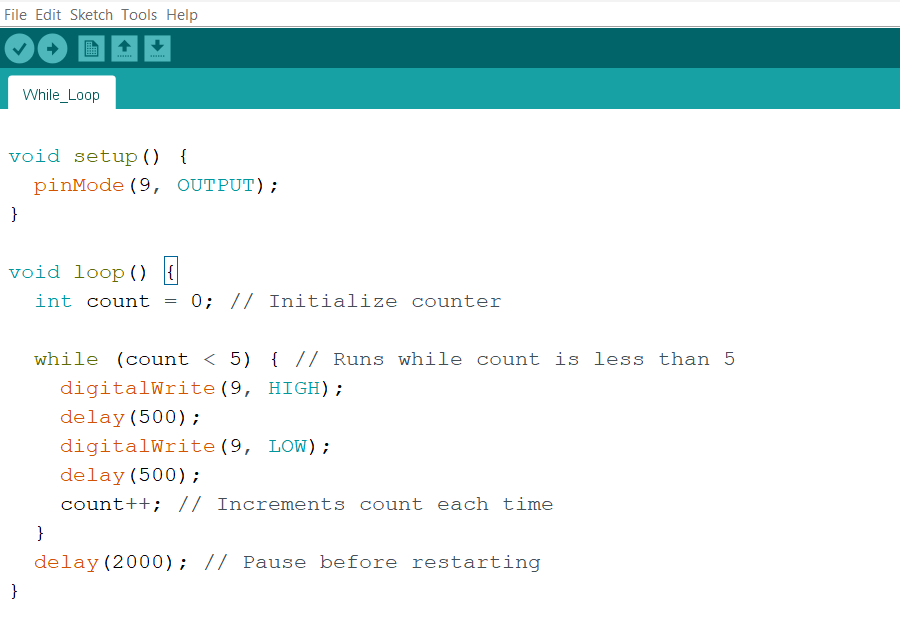 File Edit Sketch Tools Help
While_Loop
void setup() {
  pinMode(9, OUTPUT);
}
void loop() {
  int count = 0; // Initialize counter
  while (count < 5) { // Runs while count is less than 5
    digitalWrite(9, HIGH);
    delay(500);
    digitalWrite(9, LOW);
    delay(500);
    count++; // Increments count each time
  }
  delay(2000); // Pause before restarting
}